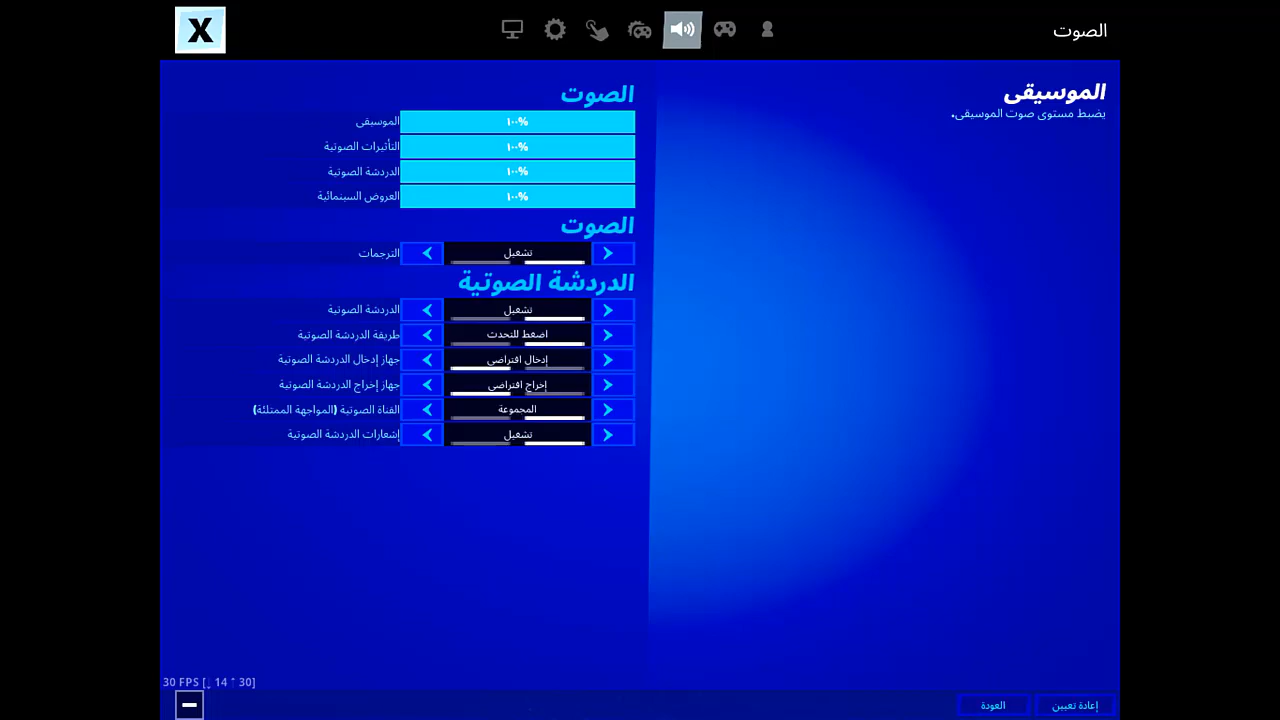 X
الصوت
الموسيقى
يضبط مستوى صوت الموسيقى.
الصوت
الموسيقى ١٠٠%
التأثيرات الصوتية ١٠٠%
الدردشة الصوتية ١٠٠%
العروض السينمائية ١٠٠%
الصوت
الترجمات تشغيل
الدردشة الصوتية
الدردشة الصوتية تشغيل
طريقة الدردشة الصوتية اضغط للتحدث
جهاز إدخال الدردشة الصوتية إدخال افتراضي
جهاز إخراج الدردشة الصوتية إخراج افتراضي
القناة الصوتية (المواجهة الممتلئة) المجموعة
إشعارات الدردشة الصوتية تشغيل
30 FPS [↓ 14 ↑ 30]
إعادة تعيين
العودة